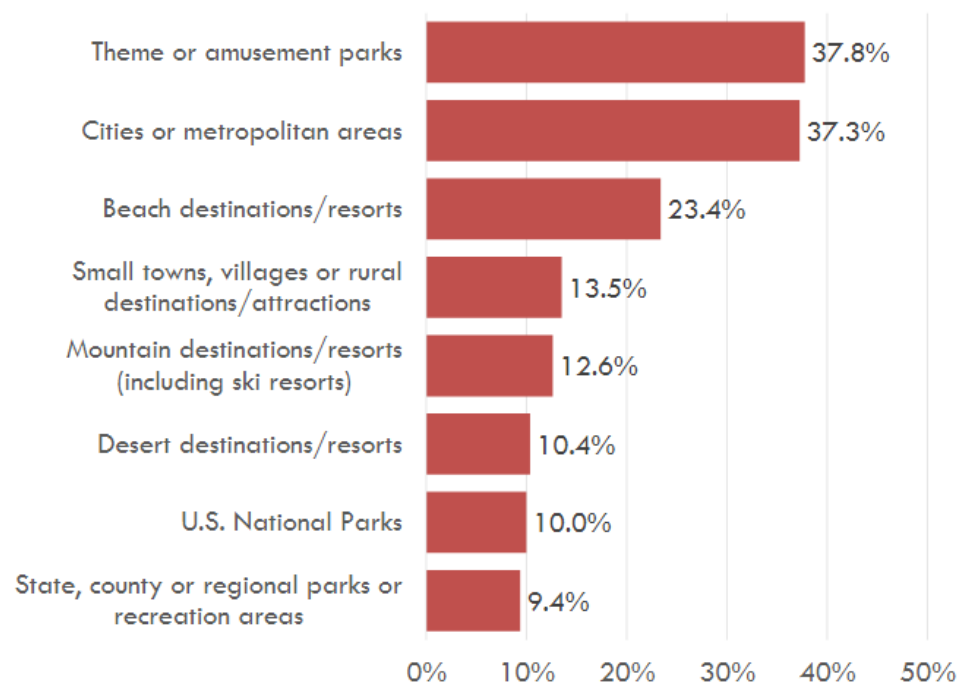 Theme or amusement parks
37.8%
Cities or metropolitan areas
37.3%
Beach destinations/resorts
23.4%
Small towns, villages or rural
destinations/attractions
13.5%
Mountain destinations/resorts
(including ski resorts)
12.6%
Desert destinations/resorts
10.4%
U.S. National Parks
10.0%
State, county or regional parks or
recreation areas
9.4%
0% 10% 20% 30% 40% 50%